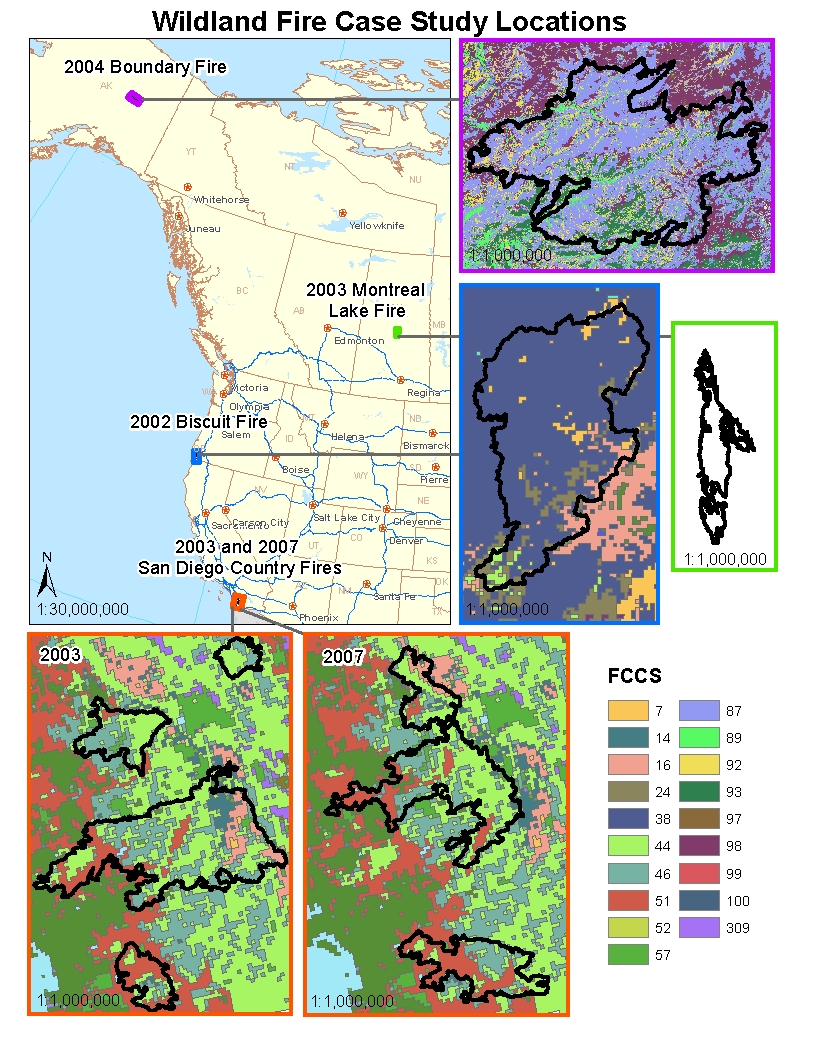 Wildland Fire Case Study Locations
2004 Boundary Fire
AK
YT
NT
NU
Whitehorse
Juneau
Yellowknife
BC
AB
MB
2003 Montreal
Lake Fire
Edmonton
Regina
Victoria
WA
Olympia
2002 Biscuit Fire
Salem
Helena
ND
Bismarck
ID
SD
Pierre
Boise
WY
NE
NV
Sacramento
Carson City
Salt Lake City
Cheyenne
Denver
UT
CO
KS
2003 and 2007
San Diego Country Fires
OK
NM
Santa Fe
TX
Phoenix
N
1:30,000,000
1:1,000,000
1:1,000,000
1:1,000,000
2003
1:1,000,000
2007
1:1,000,000
FCCS
7
14
16
24
38
44
46
51
52
57
87
89
92
93
97
98
99
100
309